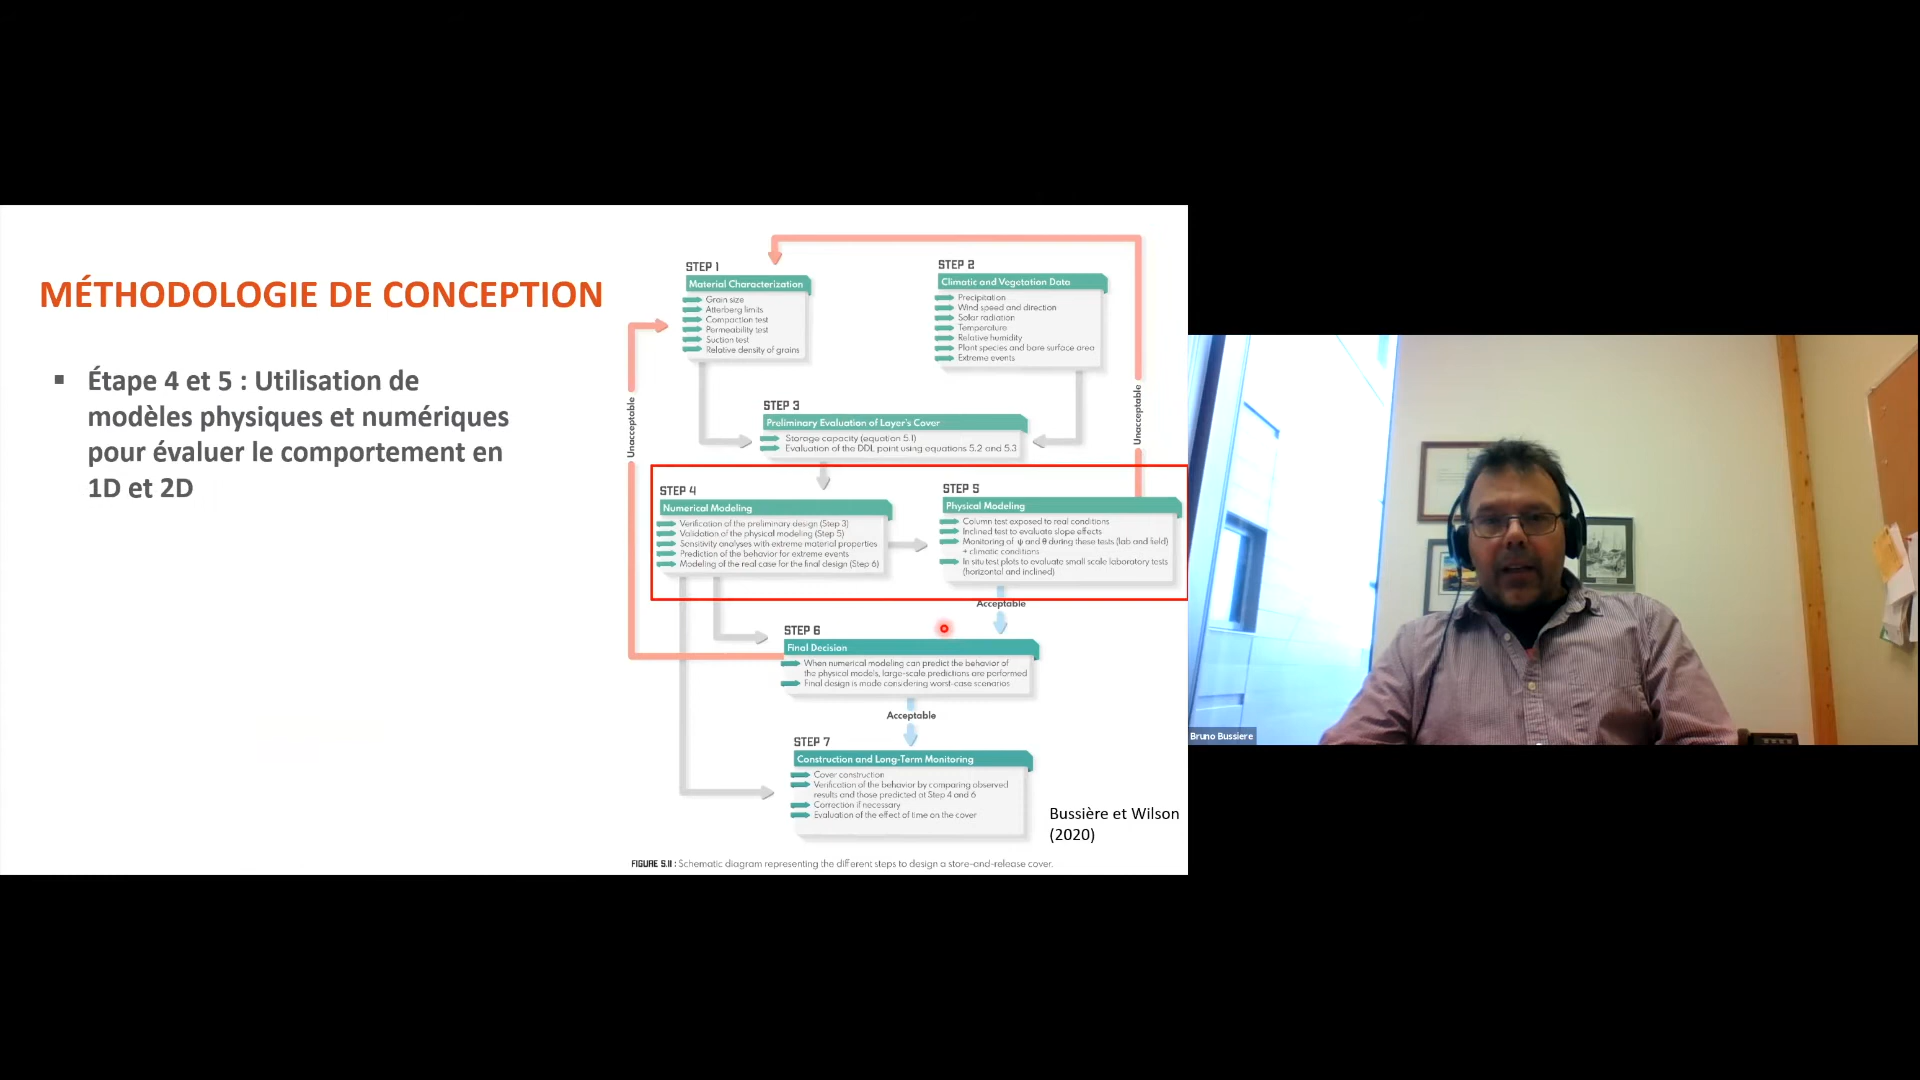 MÉTHODOLOGIE DE CONCEPTION
▪ Étape 4 et 5 : Utilisation de
modèles physiques et numériques
pour évaluer le comportement en
1D et 2D
STEP 1
Material Characterization
Grain size
Atterberg limits
Compaction test
Permeability test
Suction test
Relative density of grains
STEP 2
Climatic and Vegetation Data
Precipitation
Wind speed and direction
Solar radiation
Temperature
Relative humidity
Plant species and bare surface area
Extreme events
Unacceptable
Unacceptable
STEP 3
Preliminary Evaluation of Layer's Cover
Storage capacity (equation 5.1)
Evaluation of the DDL point using equations 5.2 and 5.3
STEP 4
Numerical Modeling
Verification of the preliminary design (Step 3)
Validation of the physical modeling (Step 5)
Sensitivity analyses with extreme material properties
Prediction of the behavior for extreme events
Modeling of the real case for the final design (Step 6)
STEP 5
Physical Modeling
Column test exposed to real conditions
Inclined test to evaluate slope effects
Monitoring of ψ and θ during these tests (lab and field)
+ climatic conditions
In situ test plots to evaluate small scale laboratory tests
(horizontal and inclined)
Acceptable
STEP 6
Final Decision
When numerical modeling can predict the behavior of
the physical models, large-scale predictions are performed
Final design is made considering worst-case scenarios
Acceptable
STEP 7
Construction and Long-Term Monitoring
Cover construction
Verification of the behavior by comparing observed
results and those predicted at Step 4 and 6
Correction if necessary
Evaluation of the effect of time on the cover
Bussière et Wilson
(2020)
FIGURE 5.11 : Schematic diagram representing the different steps to design a store-and-release cover.
Bruno Bussiere